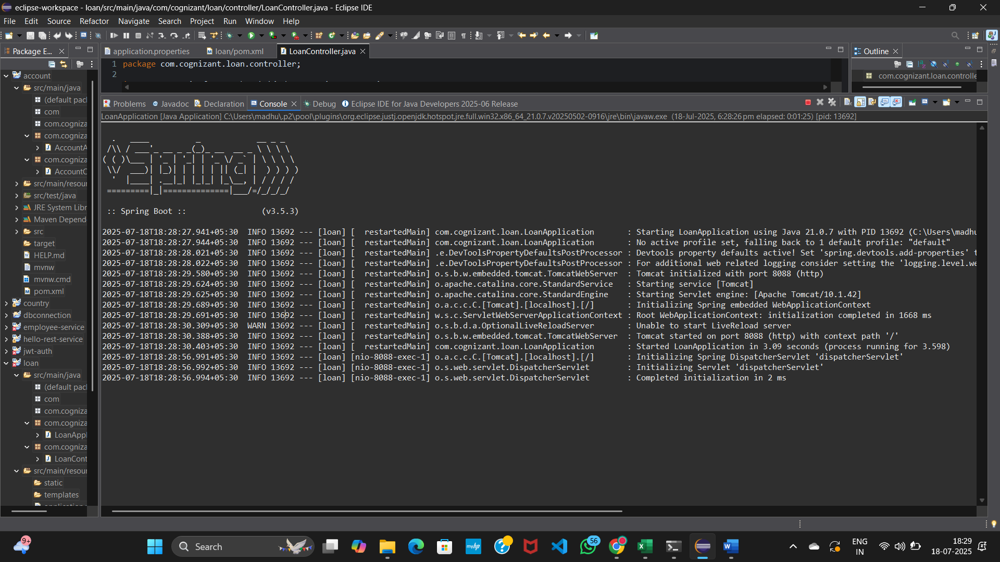 eclipse-workspace - loan/src/main/java/com/cognizant/loan/controller/LoanController.java - Eclipse IDE
File Edit Source Refactor Navigate Search Project Run Window Help
Package E...
application.properties loan/pom.xml LoanController.java
Outline
1 package com.cognizant.loan.controller;
2
com.cognizant.loan.controlle
account
src/main/java
(default pac
com
com.cogniza
com.cogniza
AccountA
com.cogniza
AccountC
src/main/resour
src/test/java
JRE System Libr
Maven Depend
src
target
HELP.md
mvnw
mvnw.cmd
pom.xml
country
dbconnection
employee-service
hello-rest-service
jwt-auth
loan
src/main/java
(default pac
com
com.cogniza
com.cogniza
LoanAppl
com.cogniza
LoanCont
src/main/resour
static
templates
Problems Javadoc Declaration Console Debug Eclipse IDE for Java Developers 2025-06 Release
LoanApplication [Java Application] C:\Users\madhu\.p2\pool\plugins\org.eclipse.justj.openjdk.hotspot.jre.full.win32.x86_64_21.0.7.v20250502-0916\jre\bin\javaw.exe (18-Jul-2025, 6:28:26 pm elapsed: 0:01:25) [pid: 13692]
  .   ____          _            __ _ _
 /\\ / ___'_ __ _ _(_)_ __  __ _ \ \ \ \
( ( )\___ | '_ | '_| | '_ \/ _` | \ \ \ \
 \\/  ___)| |_)| | | | | || (_| |  ) ) ) )
  '  |____| .__|_| |_|_| |_\__, | / / / /
 =========|_|==============|___/=/_/_/_/
:: Spring Boot :: (v3.5.3)
2025-07-18T18:28:27.941+05:30 INFO 13692 --- [loan] [ restartedMain] com.cognizant.loan.LoanApplication : Starting LoanApplication using Java 21.0.7 with PID 13692 (C:\Users\madhu
2025-07-18T18:28:27.944+05:30 INFO 13692 --- [loan] [ restartedMain] com.cognizant.loan.LoanApplication : No active profile set, falling back to 1 default profile: "default"
2025-07-18T18:28:28.021+05:30 INFO 13692 --- [loan] [ restartedMain] .e.DevToolsPropertyDefaultsPostProcessor : Devtools property defaults active! Set 'spring.devtools.add-properties' t
2025-07-18T18:28:28.022+05:30 INFO 13692 --- [loan] [ restartedMain] .e.DevToolsPropertyDefaultsPostProcessor : For additional web related logging consider setting the 'logging.level.we
2025-07-18T18:28:29.580+05:30 INFO 13692 --- [loan] [ restartedMain] o.s.b.w.embedded.tomcat.TomcatWebServer : Tomcat initialized with port 8088 (http)
2025-07-18T18:28:29.624+05:30 INFO 13692 --- [loan] [ restartedMain] o.apache.catalina.core.StandardService : Starting service [Tomcat]
2025-07-18T18:28:29.625+05:30 INFO 13692 --- [loan] [ restartedMain] o.apache.catalina.core.StandardEngine : Starting Servlet engine: [Apache Tomcat/10.1.42]
2025-07-18T18:28:29.689+05:30 INFO 13692 --- [loan] [ restartedMain] o.a.c.c.C.[Tomcat].[localhost].[/] : Initializing Spring embedded WebApplicationContext
2025-07-18T18:28:29.691+05:30 INFO 13692 --- [loan] [ restartedMain] w.s.c.ServletWebServerApplicationContext : Root WebApplicationContext: initialization completed in 1668 ms
2025-07-18T18:28:30.309+05:30 WARN 13692 --- [loan] [ restartedMain] o.s.b.d.a.OptionalLiveReloadServer : Unable to start LiveReload server
2025-07-18T18:28:30.388+05:30 INFO 13692 --- [loan] [ restartedMain] o.s.b.w.embedded.tomcat.TomcatWebServer : Tomcat started on port 8088 (http) with context path '/'
2025-07-18T18:28:30.403+05:30 INFO 13692 --- [loan] [ restartedMain] com.cognizant.loan.LoanApplication : Started LoanApplication in 3.09 seconds (process running for 3.598)
2025-07-18T18:28:56.991+05:30 INFO 13692 --- [loan] [nio-8088-exec-1] o.a.c.c.C.[Tomcat].[localhost].[/] : Initializing Spring DispatcherServlet 'dispatcherServlet'
2025-07-18T18:28:56.992+05:30 INFO 13692 --- [loan] [nio-8088-exec-1] o.s.web.servlet.DispatcherServlet : Initializing Servlet 'dispatcherServlet'
2025-07-18T18:28:56.994+05:30 INFO 13692 --- [loan] [nio-8088-exec-1] o.s.web.servlet.DispatcherServlet : Completed initialization in 2 ms
9+
Search
myhp
56
ENG
IN
18:29
18-07-2025